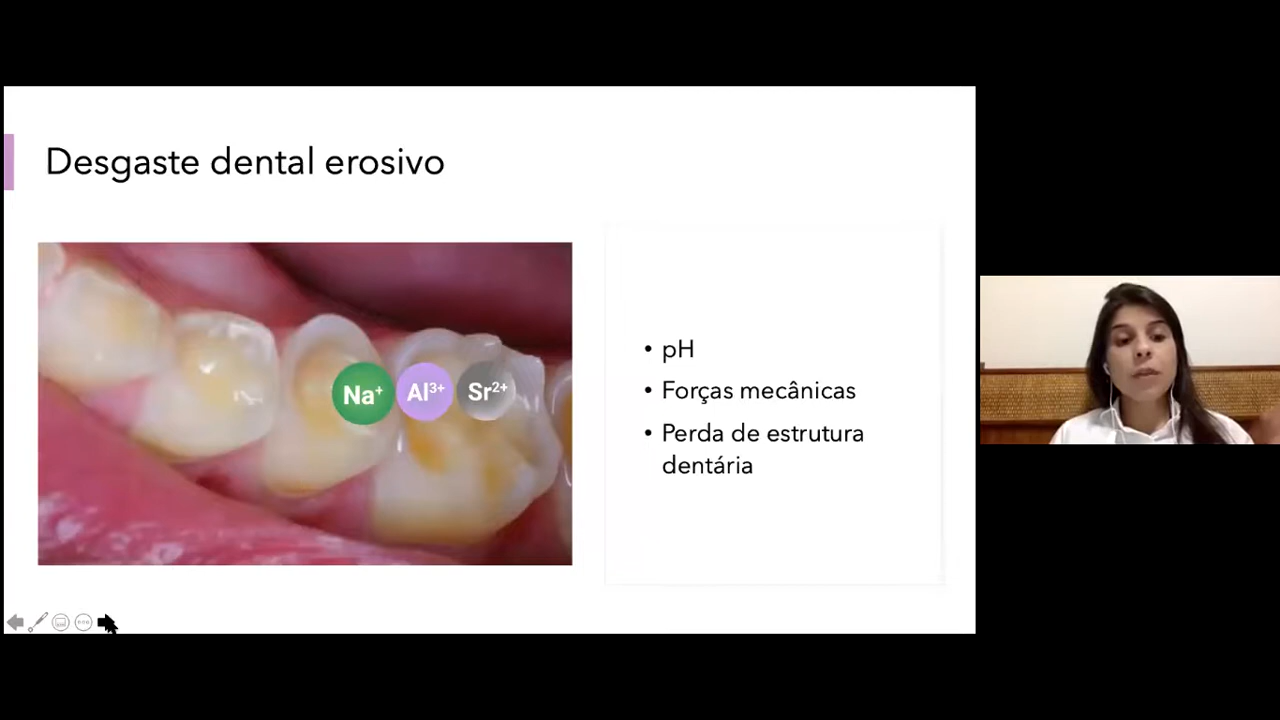 Desgaste dental erosivo
Na⁺ Al³⁺ Sr²⁺
• pH
• Forças mecânicas
• Perda de estrutura
dentária